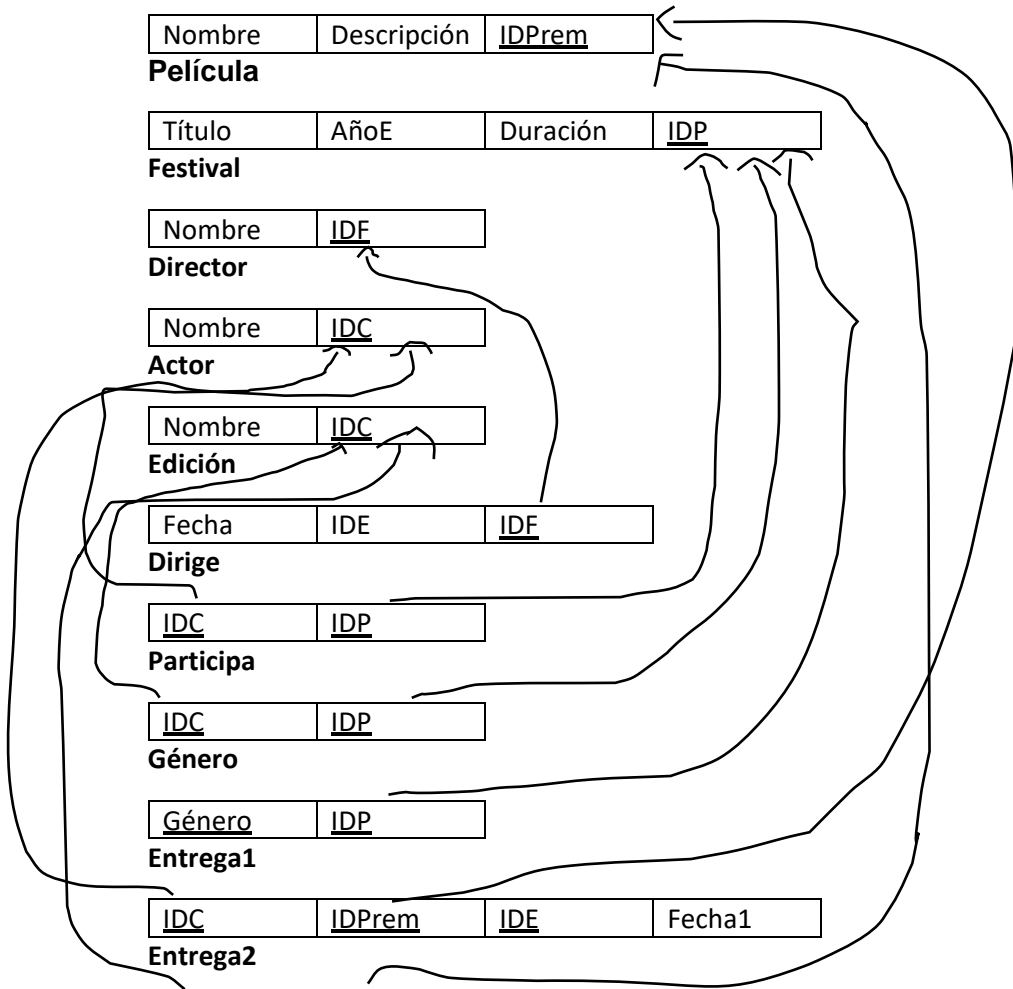 Nombre Descripción IDPrem
Película
Título AñoE Duración IDP
Festival
Nombre IDF
Director
Nombre IDC
Actor
Nombre IDC
Edición
Fecha IDE IDF
Dirige
IDC IDP
Participa
IDC IDP
Género
Género IDP
Entrega1
IDC IDPrem IDE Fecha1
Entrega2